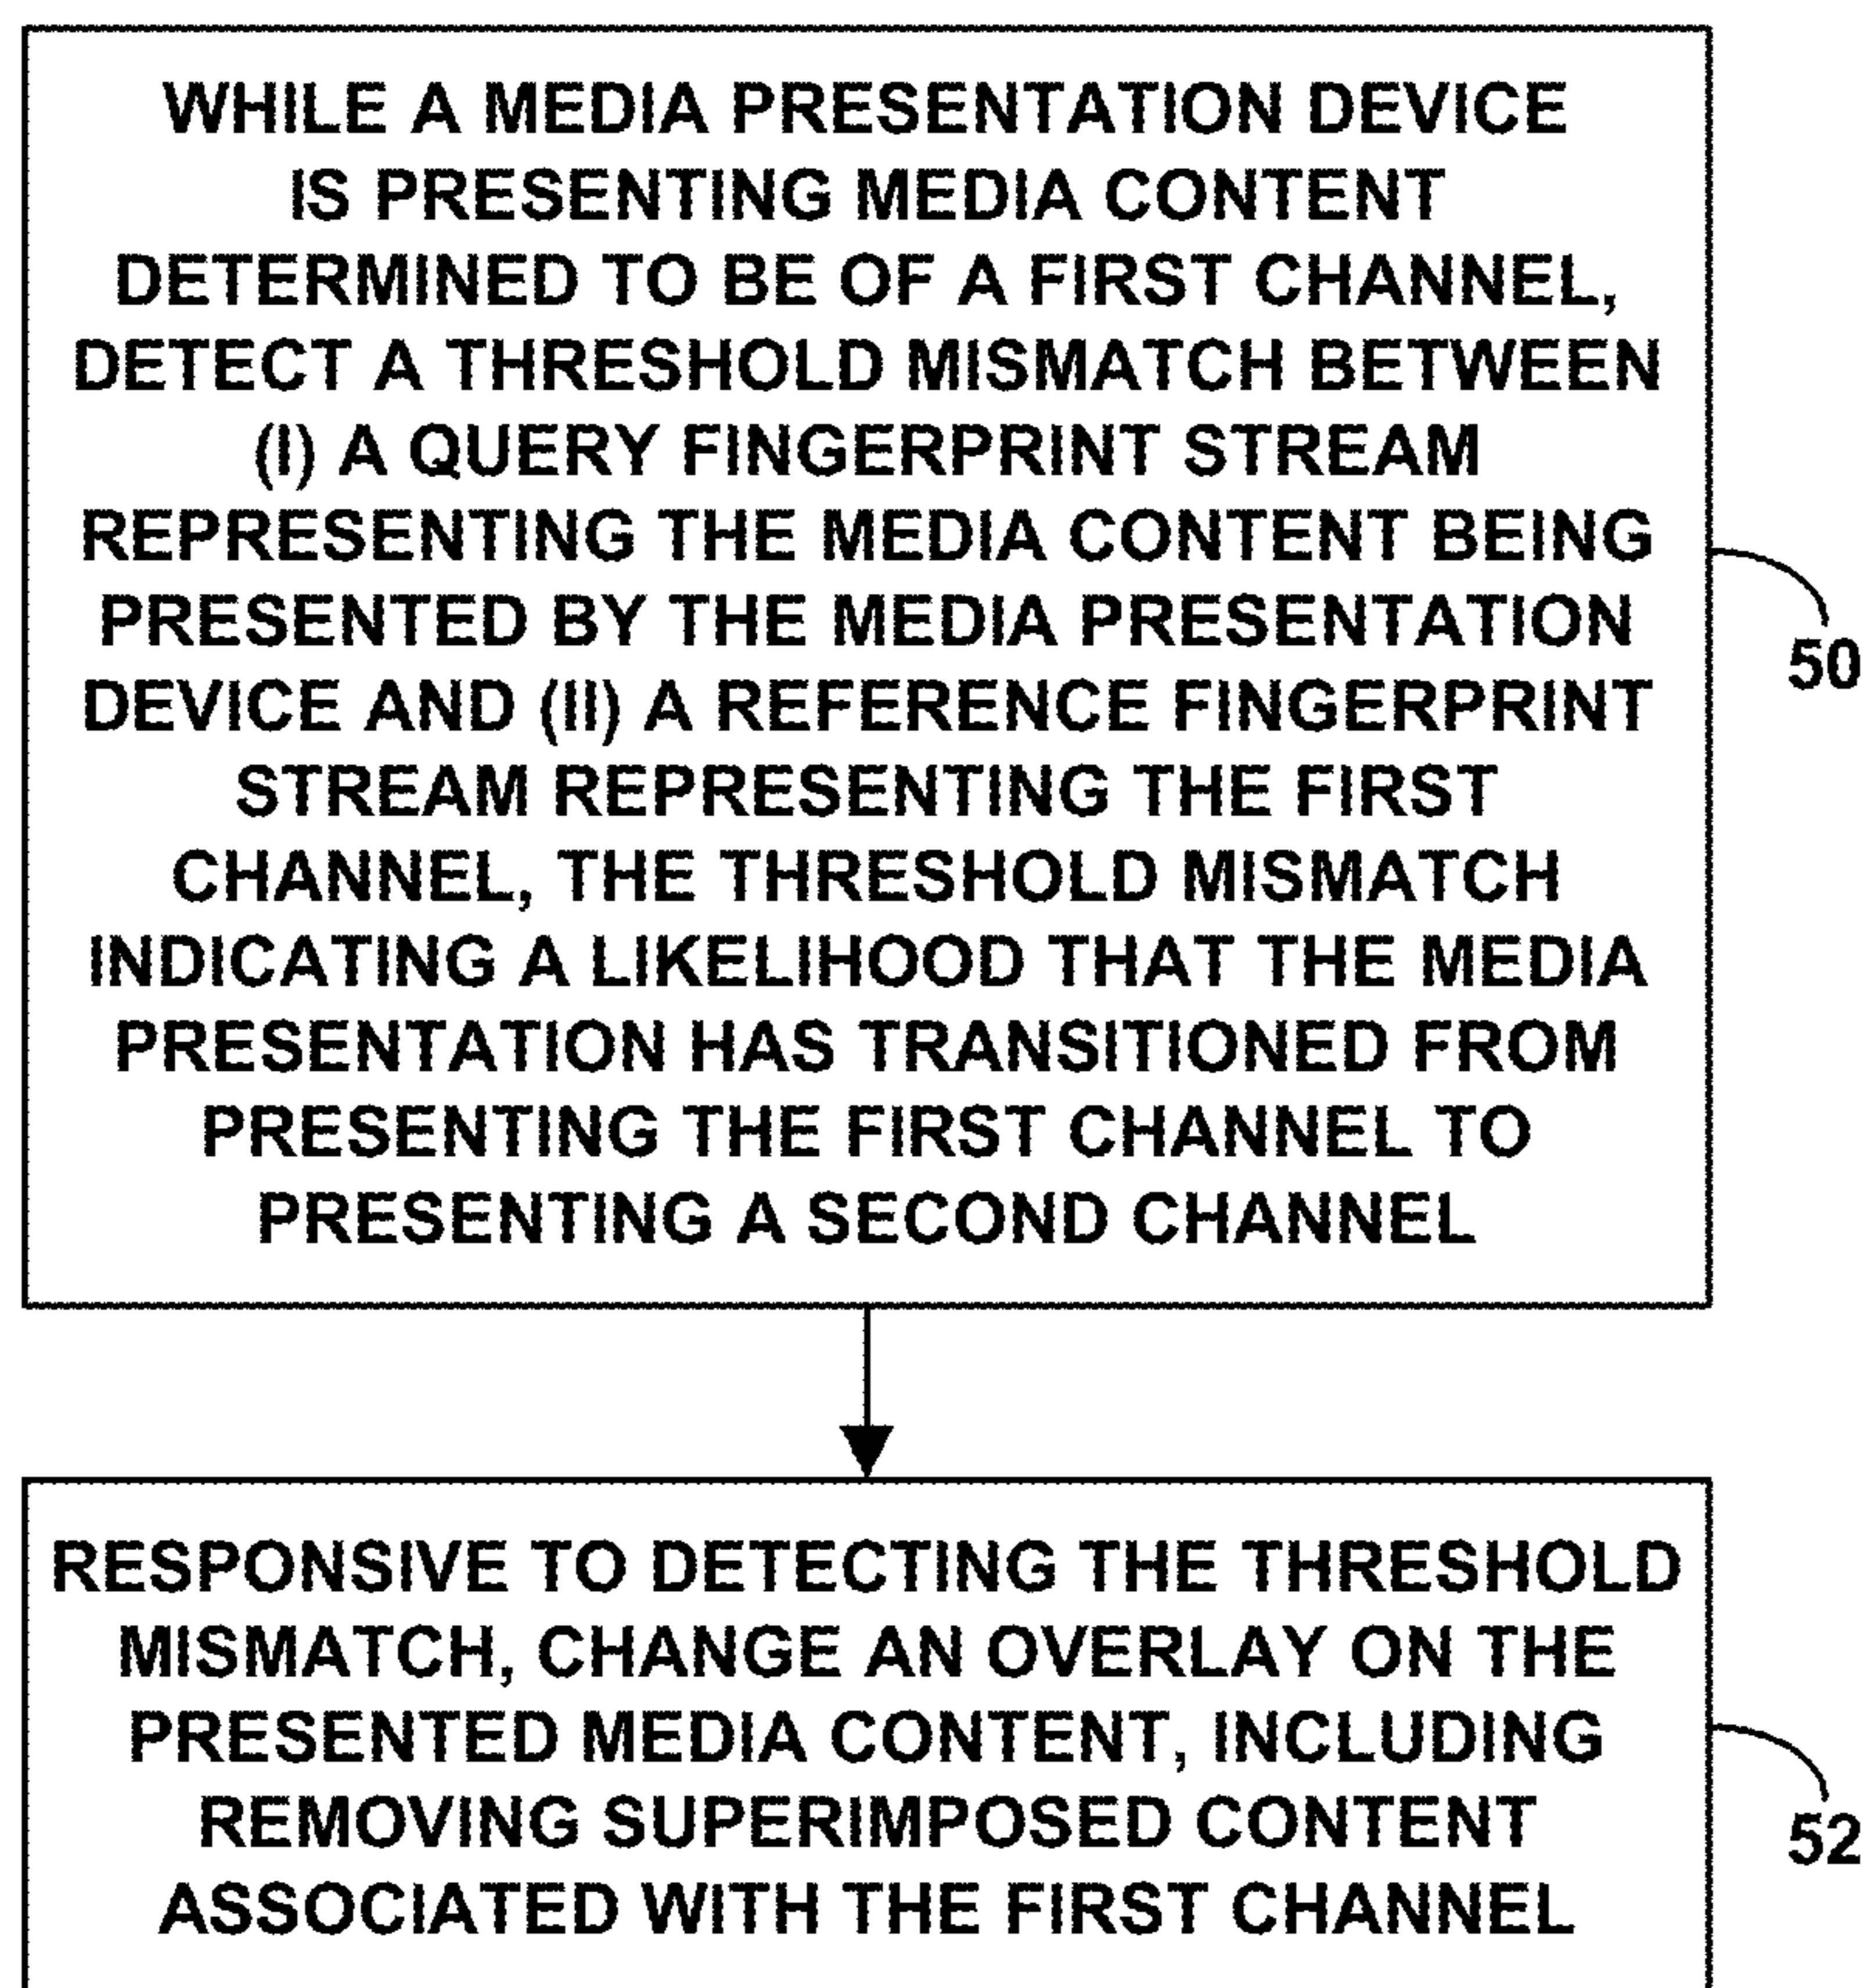 WHILE A MEDIA PRESENTATION DEVICE
IS PRESENTING MEDIA CONTENT
DETERMINED TO BE OF A FIRST CHANNEL,
DETECT A THRESHOLD MISMATCH BETWEEN
(I) A QUERY FINGERPRINT STREAM
REPRESENTING THE MEDIA CONTENT BEING
PRESENTED BY THE MEDIA PRESENTATION
DEVICE AND (II) A REFERENCE FINGERPRINT
STREAM REPRESENTING THE FIRST
CHANNEL, THE THRESHOLD MISMATCH
INDICATING A LIKELIHOOD THAT THE MEDIA
PRESENTATION HAS TRANSITIONED FROM
PRESENTING THE FIRST CHANNEL TO
PRESENTING A SECOND CHANNEL
50
RESPONSIVE TO DETECTING THE THRESHOLD
MISMATCH, CHANGE AN OVERLAY ON THE
PRESENTED MEDIA CONTENT, INCLUDING
REMOVING SUPERIMPOSED CONTENT
ASSOCIATED WITH THE FIRST CHANNEL
52